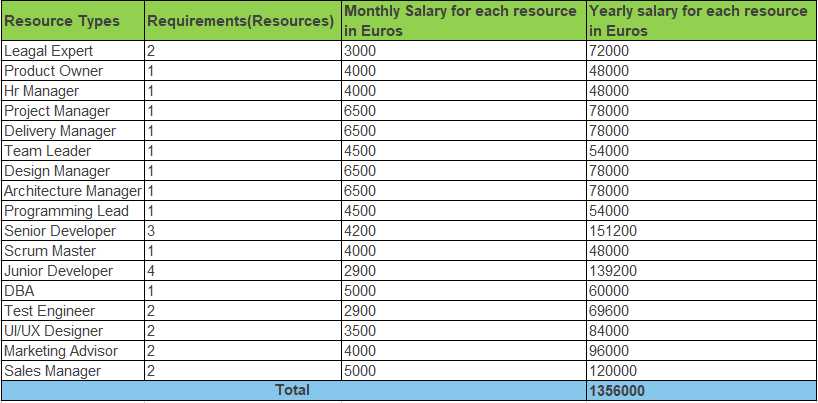 Resource Types Requirements(Resources) Monthly Salary for each resource in Euros Yearly salary for each resource in Euros
Leagal Expert 2 3000 72000
Product Owner 1 4000 48000
Hr Manager 1 4000 48000
Project Manager 1 6500 78000
Delivery Manager 1 6500 78000
Team Leader 1 4500 54000
Design Manager 1 6500 78000
Architecture Manager 1 6500 78000
Programming Lead 1 4500 54000
Senior Developer 3 4200 151200
Scrum Master 1 4000 48000
Junior Developer 4 2900 139200
DBA 1 5000 60000
Test Engineer 2 2900 69600
UI/UX Designer 2 3500 84000
Marketing Advisor 2 4000 96000
Sales Manager 2 5000 120000
Total 1356000